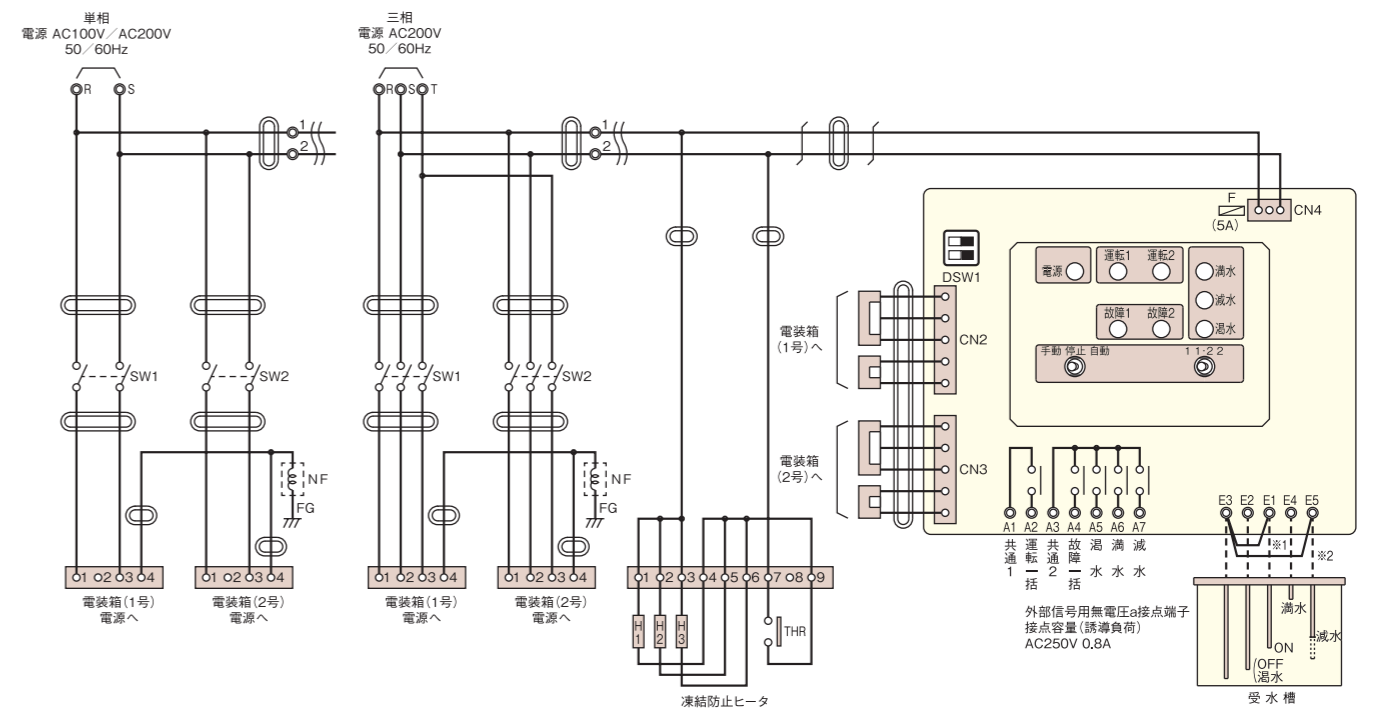 単相
電源 AC100V／AC200V
50／60Hz
R
S
1
2
SW1
SW2
NF
FG
1 2 3 4
1 2 3 4
電装箱（1号）
電源へ
電装箱（2号）
電源へ
三相
電源 AC200V
50／60Hz
R S T
1
2
SW1
SW2
NF
FG
1 2 3 4
1 2 3 4
電装箱（1号）
電源へ
電装箱（2号）
電源へ
1 2 3 4 5 6 7 8 9
H1
H2
H3
THR
凍結防止ヒータ
電装箱
（1号）へ
電装箱
（2号）へ
F
（5A）
CN4
DSW1
CN2
CN3
電源
運転1 運転2
故障1 故障2
満水
減水
渇水
手動 停止 自動
1 1-2 2
A1 A2 A3 A4 A5 A6 A7
共通1
運転一括
共通2
故障一括
渇水
満水
減水
外部信号用無電圧a接点端子
接点容量（誘導負荷）
AC250V 0.8A
E3 E2 E1 E4 E5
※1
※2
満水
減水
ON
OFF
渇水
受水槽